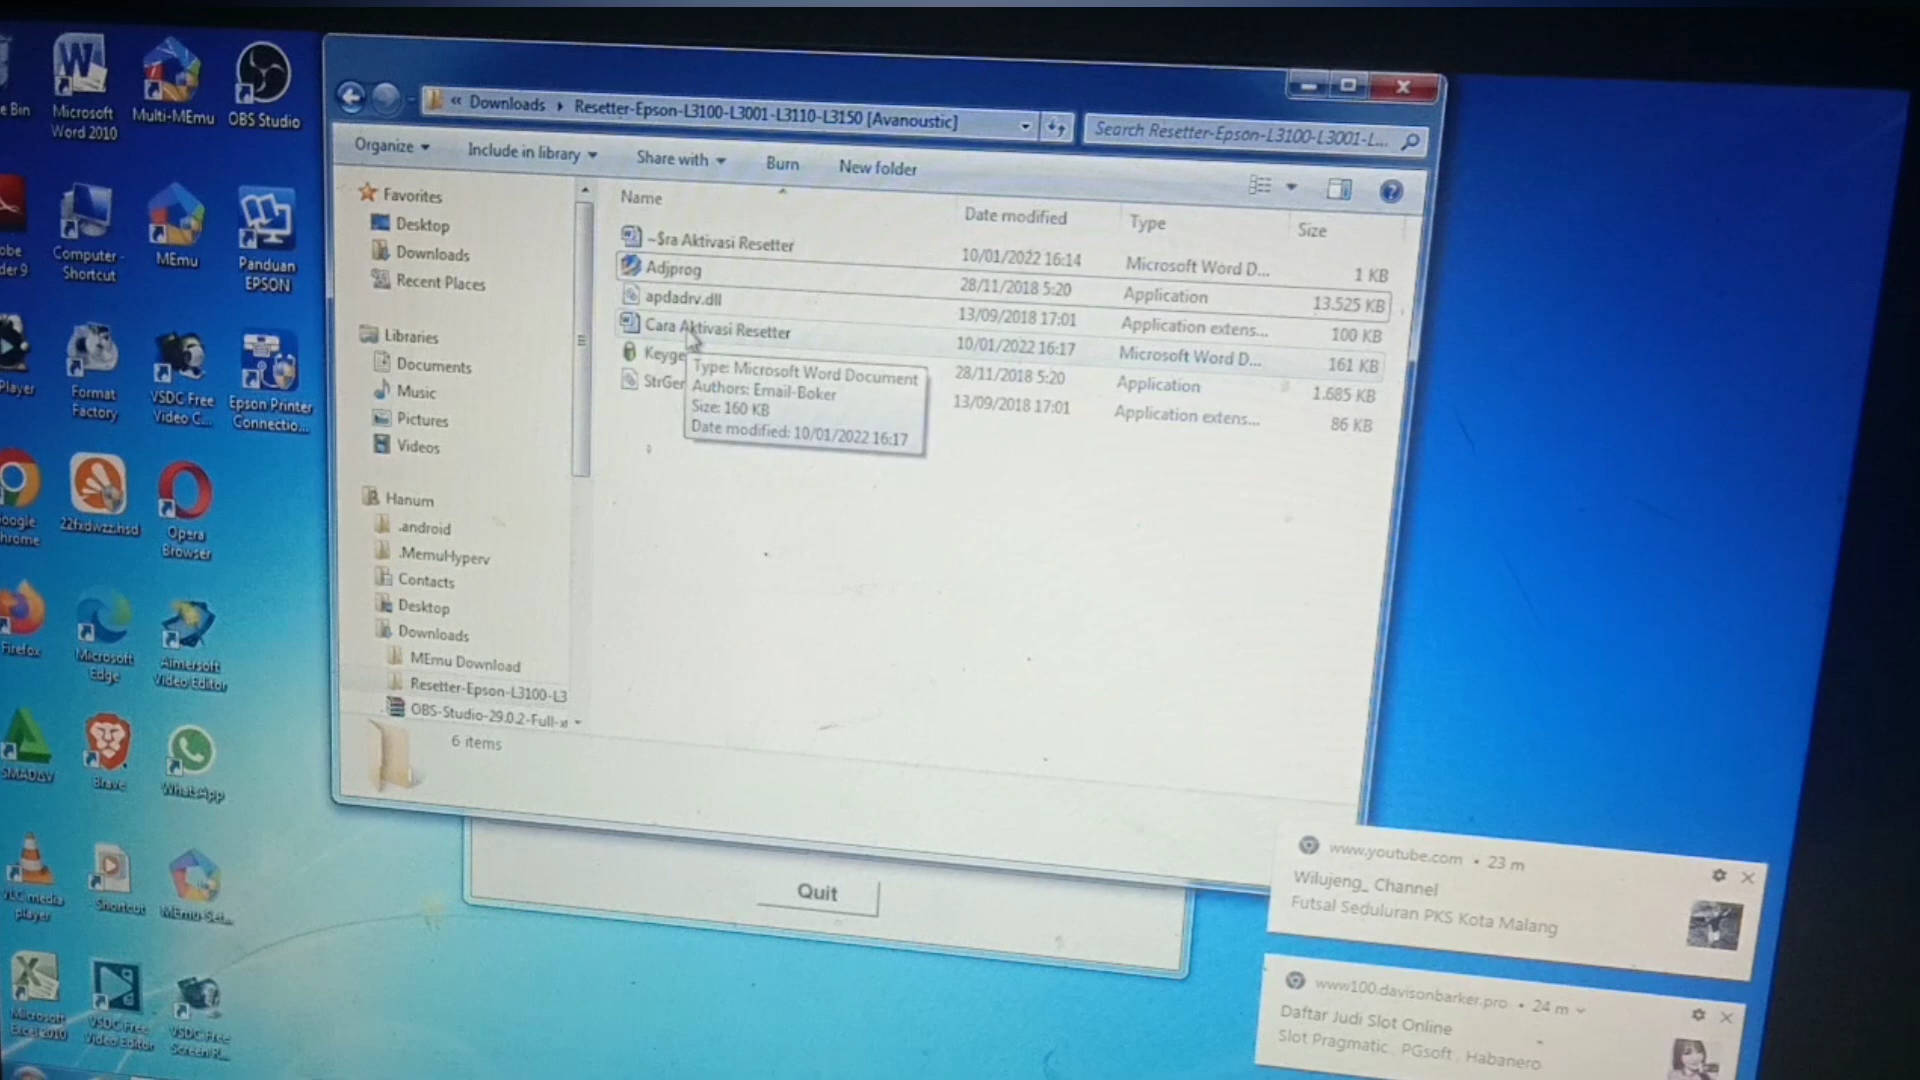 e Bin
Microsoft
Word 2010
Multi-MEmu
OBS Studio
obe
der 9
Computer -
Shortcut
MEmu
Panduan
EPSON
Player
Format
Factory
VSDC Free
Video C...
Epson Printer
Connectio...
oogle
hrome
22fxdwzz.hsd
Opera
Browser
Firefox
Microsoft
Edge
Aimersoft
Video Editor
SMADAV
Brave
WhatsApp
VLC media
player
Shortcut
MEmu-Set...
Microsoft
Excel 2010
VSDC Free
Video Editor
VSDC Free
Screen R...
« Downloads ▸ Resetter-Epson-L3100-L3001-L3110-L3150 [Avanoustic]
Search Resetter-Epson-L3100-L3001-L...
Organize
Include in library
Share with
Burn
New folder
Favorites
Desktop
Downloads
Recent Places
Libraries
Documents
Music
Pictures
Videos
Hanum
.android
.MemuHyperv
Contacts
Desktop
Downloads
MEmu Download
Resetter-Epson-L3100-L3
OBS-Studio-29.0.2-Full-x
Name Date modified Type Size
~$ra Aktivasi Resetter 10/01/2022 16:14 Microsoft Word D... 1 KB
Adjprog 28/11/2018 5:20 Application 13.525 KB
apdadrv.dll 13/09/2018 17:01 Application extens... 100 KB
Cara Aktivasi Resetter 10/01/2022 16:17 Microsoft Word D... 161 KB
Keyge 28/11/2018 5:20 Application 1.685 KB
StrGer 13/09/2018 17:01 Application extens... 86 KB
Type: Microsoft Word Document
Authors: Email-Boker
Size: 160 KB
Date modified: 10/01/2022 16:17
6 items
Quit
www.youtube.com • 23 m
Wilujeng_ Channel
Futsal Seduluran PKS Kota Malang
www100.davisonbarker.pro • 24 m
Daftar Judi Slot Online
Slot Pragmatic , PGsoft , Habanero